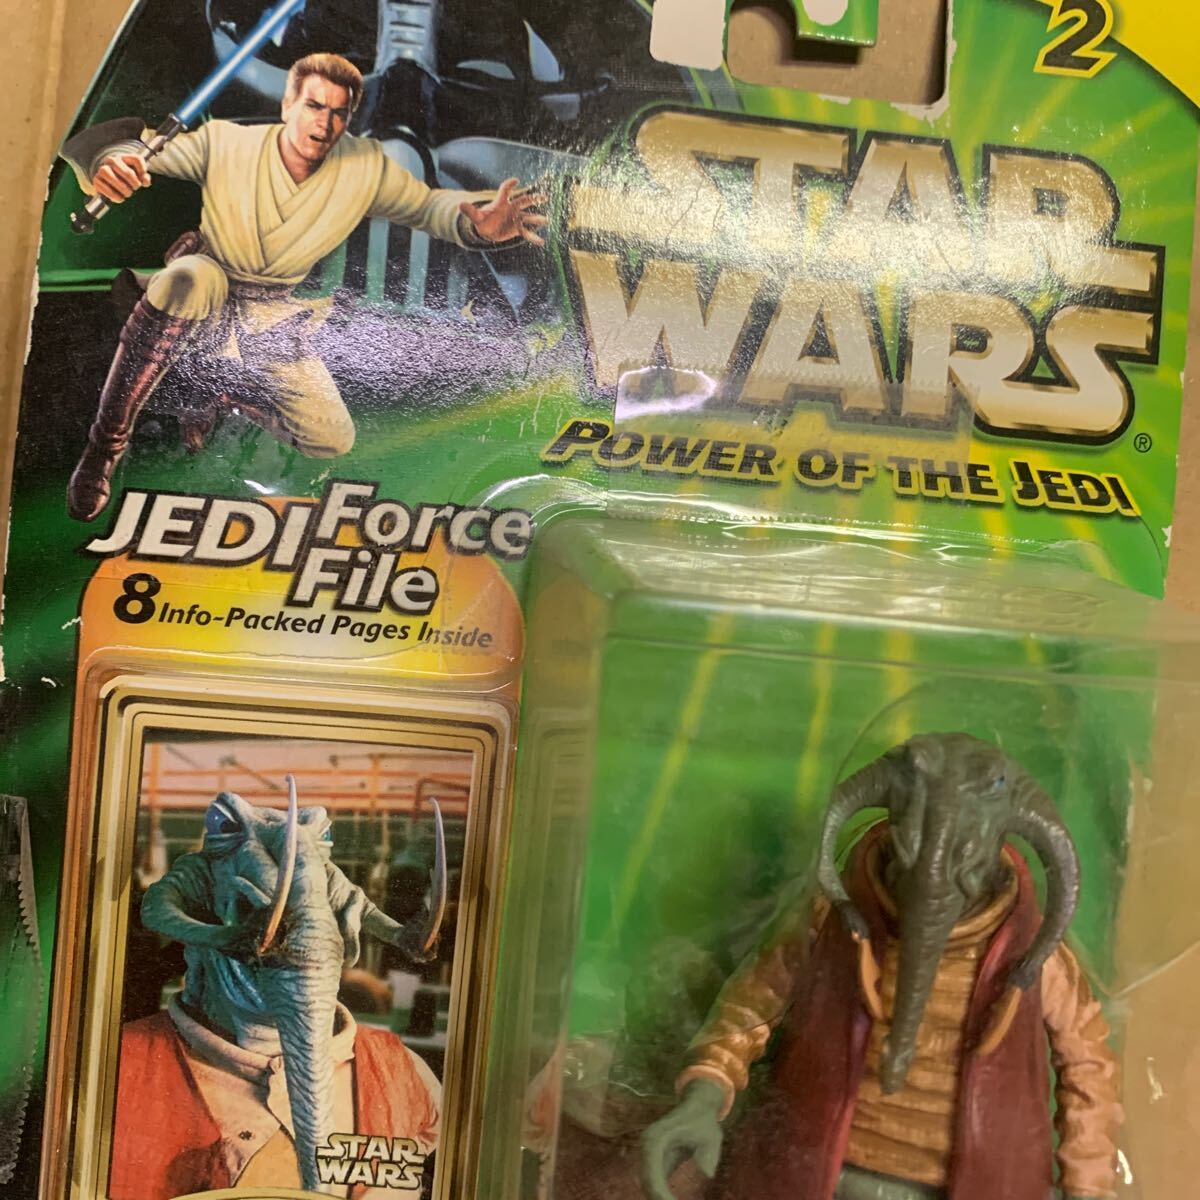 2
STAR
WARS®
POWER OF THE JEDI
JEDI Force
File
8 Info-Packed Pages Inside
STAR
WARS